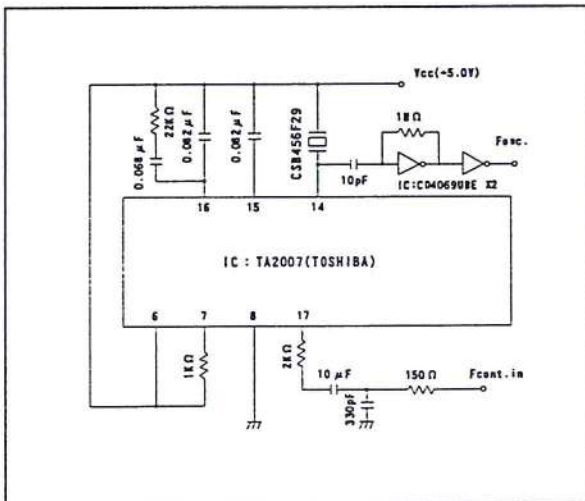 Vcc(+5.0V)
22KΩ
0.068μF
0.082μF
0.082μF
CSB456F29
10pF
1MΩ
Fosc.
IC:CD4069UBE X2
16
15
14
IC : TA2007(TOSHIBA)
6
7
8
17
1KΩ
2KΩ
10μF
330pF
150Ω
Fcont.in